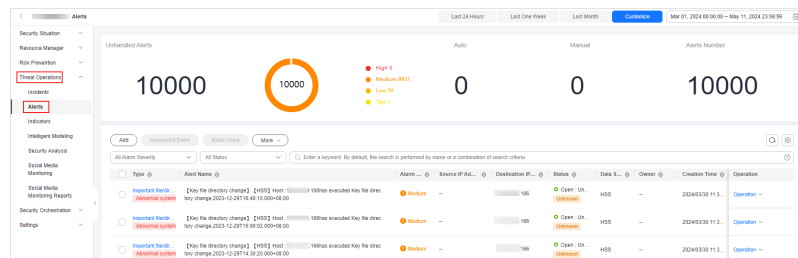 / Alerts
Last 24 Hours
Last One Week
Last Month
Customize
Mar 01, 2024 00:00:00 – May 11, 2024 23:59:59
Security Situation
Resource Manager
Risk Prevention
Threat Operations
Incidents
Alerts
Indicators
Intelligent Modeling
Security Analysis
Social Media
Monitoring
Social Media
Monitoring Reports
Security Orchestration
Settings
Unhandled Alerts
Auto
Manual
Alerts Number
10000
10000
High 9
Medium 9931
Low 59
Tips 1
0
0
10000
Add
Associated Event
Batch Close
More
All Alarm Severity
All Status
Enter a keyword. By default, the search is performed by name or a combination of search criteria.
Type
Alert Name
Alarm ...
Source IP Ad...
Destination IP...
Status
Data S...
Owner
Creation Time
Operation
Important file/dir...
Abnormal system
【Key file directory change】【HSS】Host
166has executed Key file direc
tory change,2023-12-29T16:40:10.000+08:00
Medium
--
166
Open | Un...
Unknown
HSS
--
2024/03/30 11:3...
Operation
Important file/dir...
Abnormal system
【Key file directory change】【HSS】Host
166has executed Key file direc
tory change,2023-12-29T15:00:02.000+08:00
Medium
--
166
Open | Un...
Unknown
HSS
--
2024/03/30 11:3...
Operation
Important file/dir...
Abnormal system
【Key file directory change】【HSS】Host
166has executed Key file direc
tory change,2023-12-29T14:30:20.000+08:00
Medium
--
166
Open | Un...
Unknown
HSS
--
2024/03/30 11:3...
Operation